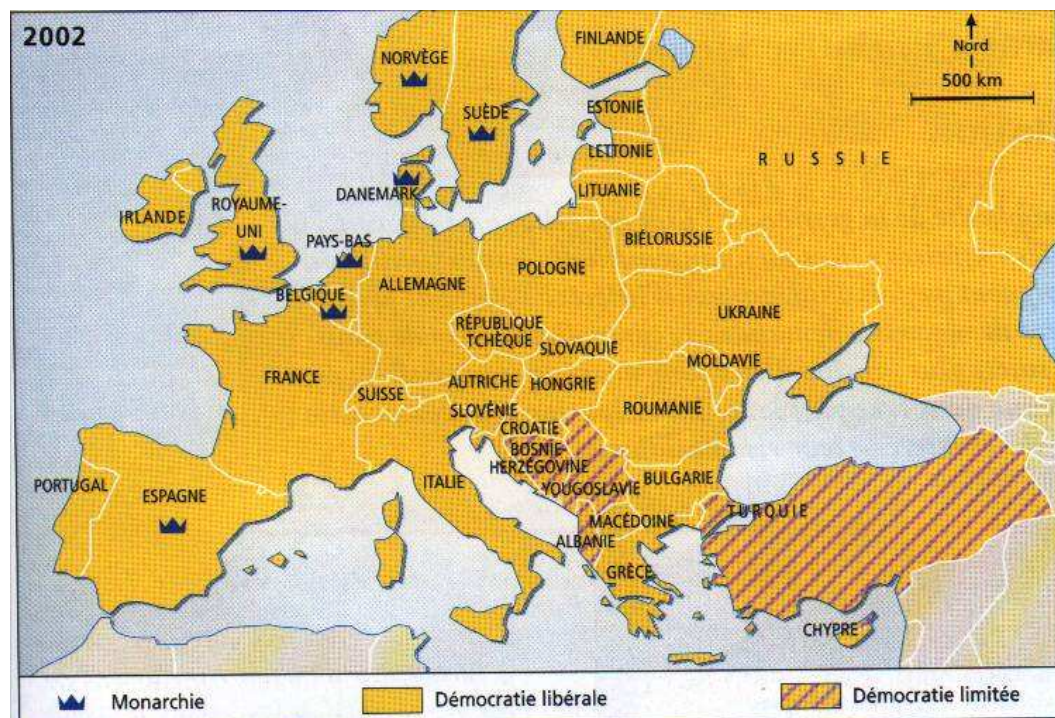 2002
Nord
500 km
FINLANDE
NORVÈGE
SUÈDE
ESTONIE
LETTONIE
RUSSIE
DANEMARK
LITUANIE
IRLANDE
ROYAUME-
UNI
PAYS-BAS
BIÉLORUSSIE
BELGIQUE
ALLEMAGNE
POLOGNE
RÉPUBLIQUE
TCHÈQUE
UKRAINE
SLOVAQUIE
MOLDAVIE
FRANCE
SUISSE
AUTRICHE
HONGRIE
SLOVÉNIE
ROUMANIE
CROATIE
BOSNIE-
HERZÉGOVINE
PORTUGAL
ESPAGNE
ITALIE
YOUGOSLAVIE
BULGARIE
MACÉDOINE
TURQUIE
ALBANIE
GRÈCE
CHYPRE
Monarchie
Démocratie libérale
Démocratie limitée